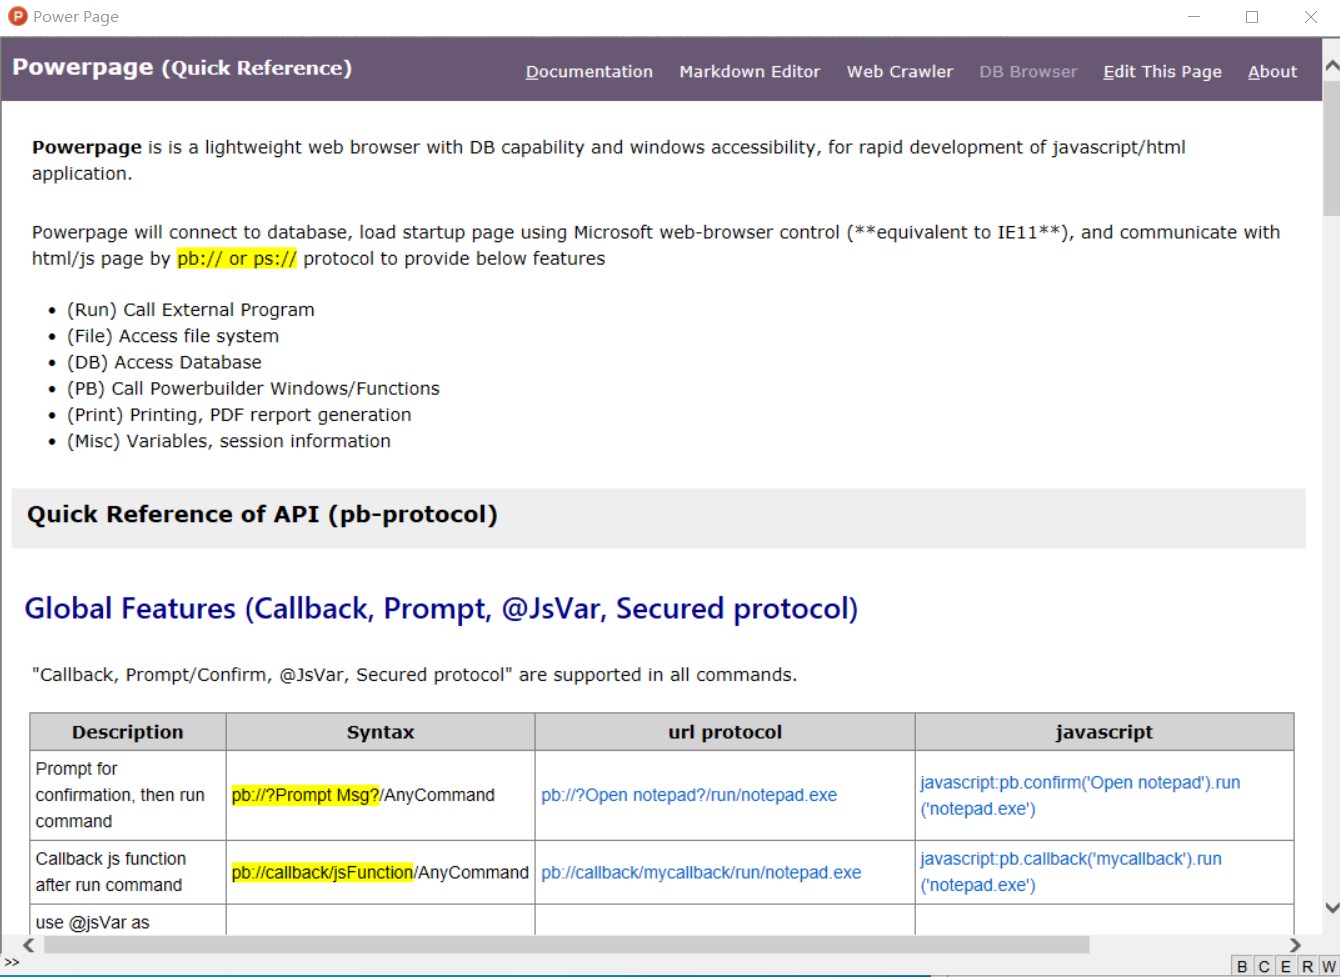 Power Page
Powerpage (Quick Reference)
Documentation Markdown Editor Web Crawler DB Browser Edit This Page About
Powerpage is is a lightweight web browser with DB capability and windows accessibility, for rapid development of javascript/html
application.
Powerpage will connect to database, load startup page using Microsoft web-browser control (**equivalent to IE11**), and communicate with
html/js page by pb:// or ps:// protocol to provide below features
• (Run) Call External Program
• (File) Access file system
• (DB) Access Database
• (PB) Call Powerbuilder Windows/Functions
• (Print) Printing, PDF rerport generation
• (Misc) Variables, session information
Quick Reference of API (pb-protocol)
Global Features (Callback, Prompt, @JsVar, Secured protocol)
"Callback, Prompt/Confirm, @JsVar, Secured protocol" are supported in all commands.
Description Syntax url protocol javascript
Prompt for
confirmation, then run
command
pb://?Prompt Msg?/AnyCommand
pb://?Open notepad?/run/notepad.exe
javascript:pb.confirm('Open notepad').run
('notepad.exe')
Callback js function
after run command
pb://callback/jsFunction/AnyCommand
pb://callback/mycallback/run/notepad.exe
javascript:pb.callback('mycallback').run
('notepad.exe')
use @jsVar as
>>
B C E R W